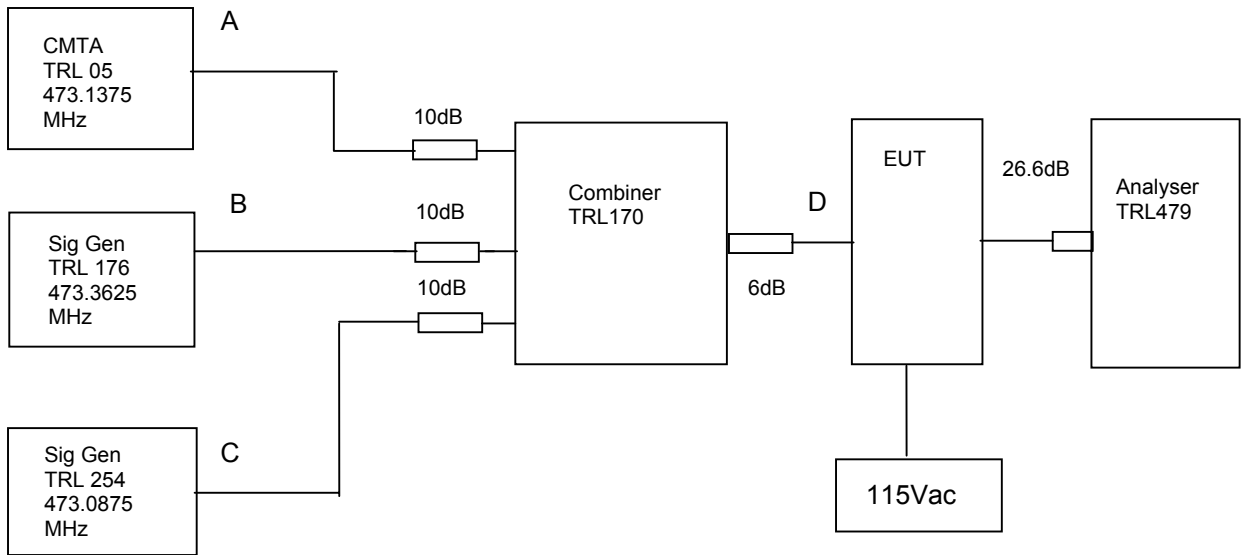 A
CMTA
TRL 05
473.1375
MHz
10dB
B
Sig Gen
TRL 176
473.3625
MHz
10dB
10dB
C
Sig Gen
TRL 254
473.0875
MHz
Combiner
TRL170
D
6dB
EUT
26.6dB
Analyser
TRL479
115Vac